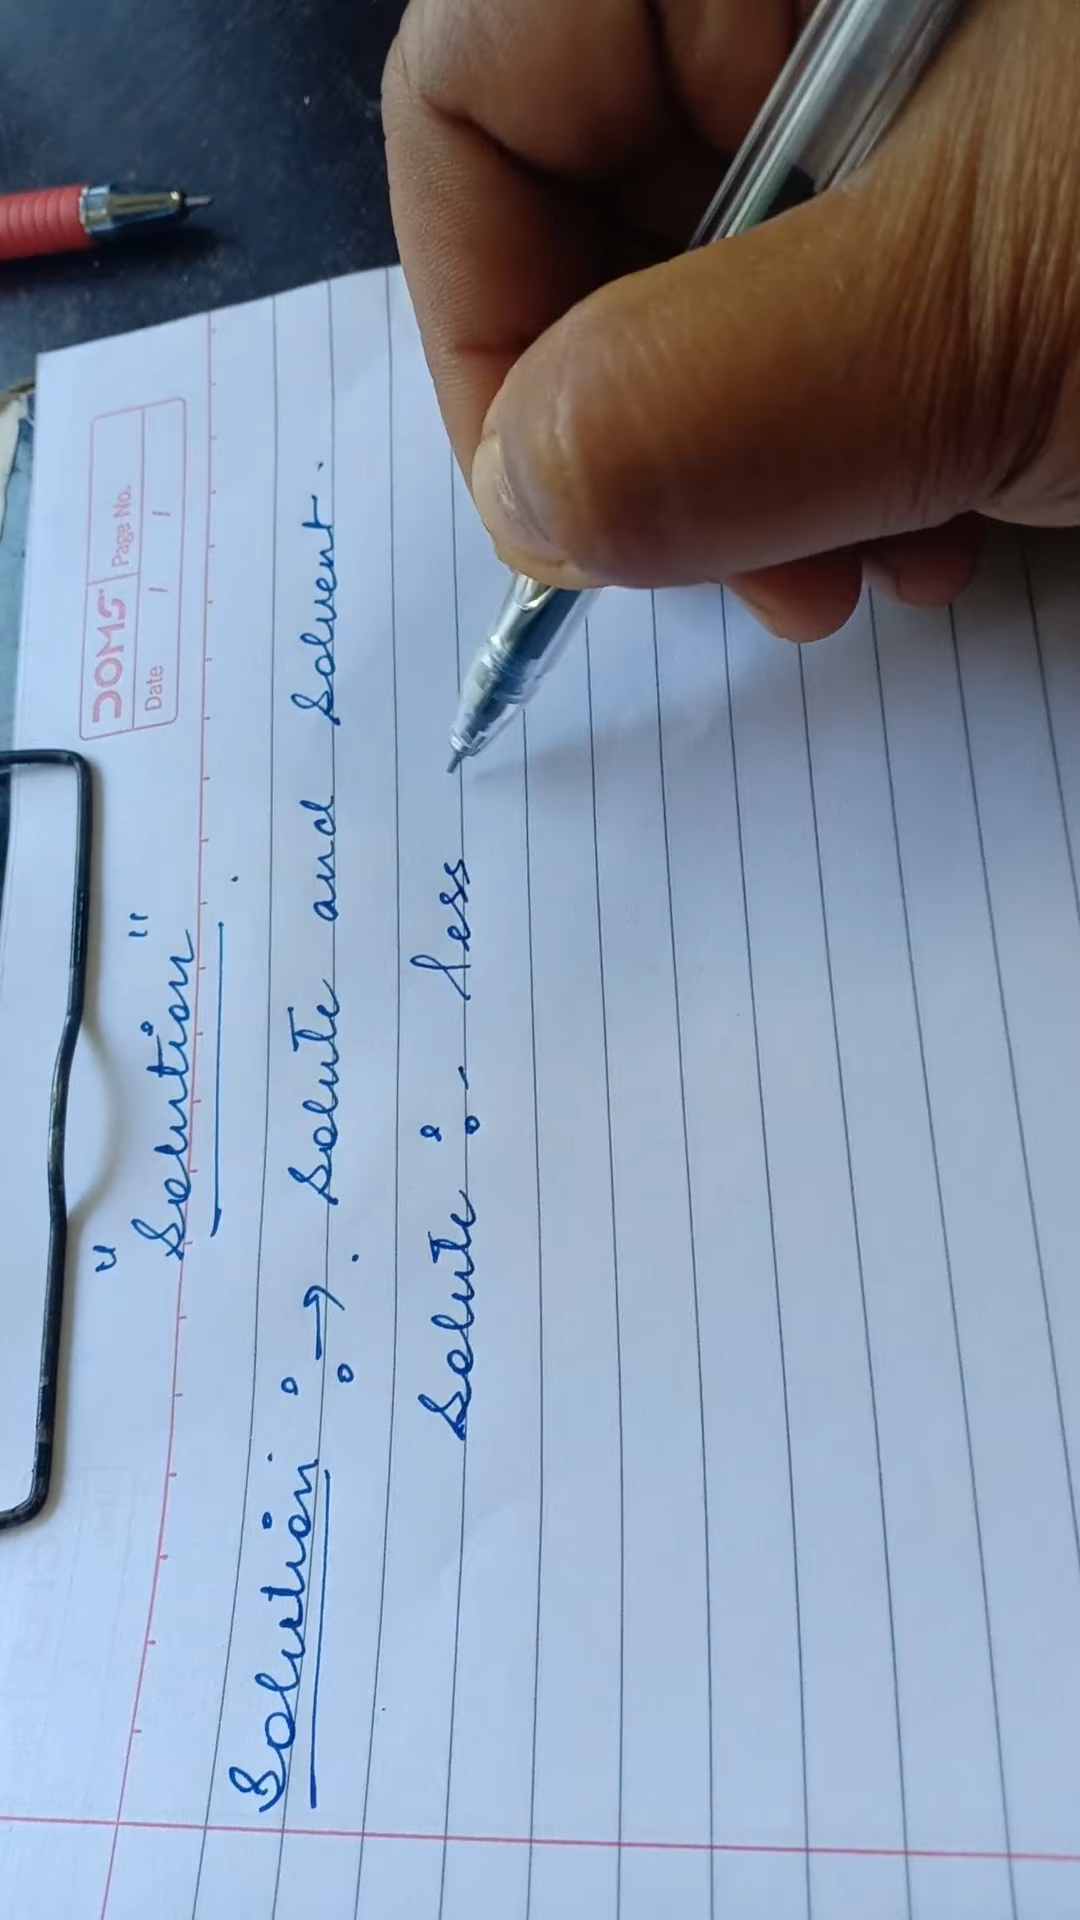 DOMS Page No.
Date / /
"Solution"
Solution :→ Solute and Solvent.
Solute :- less